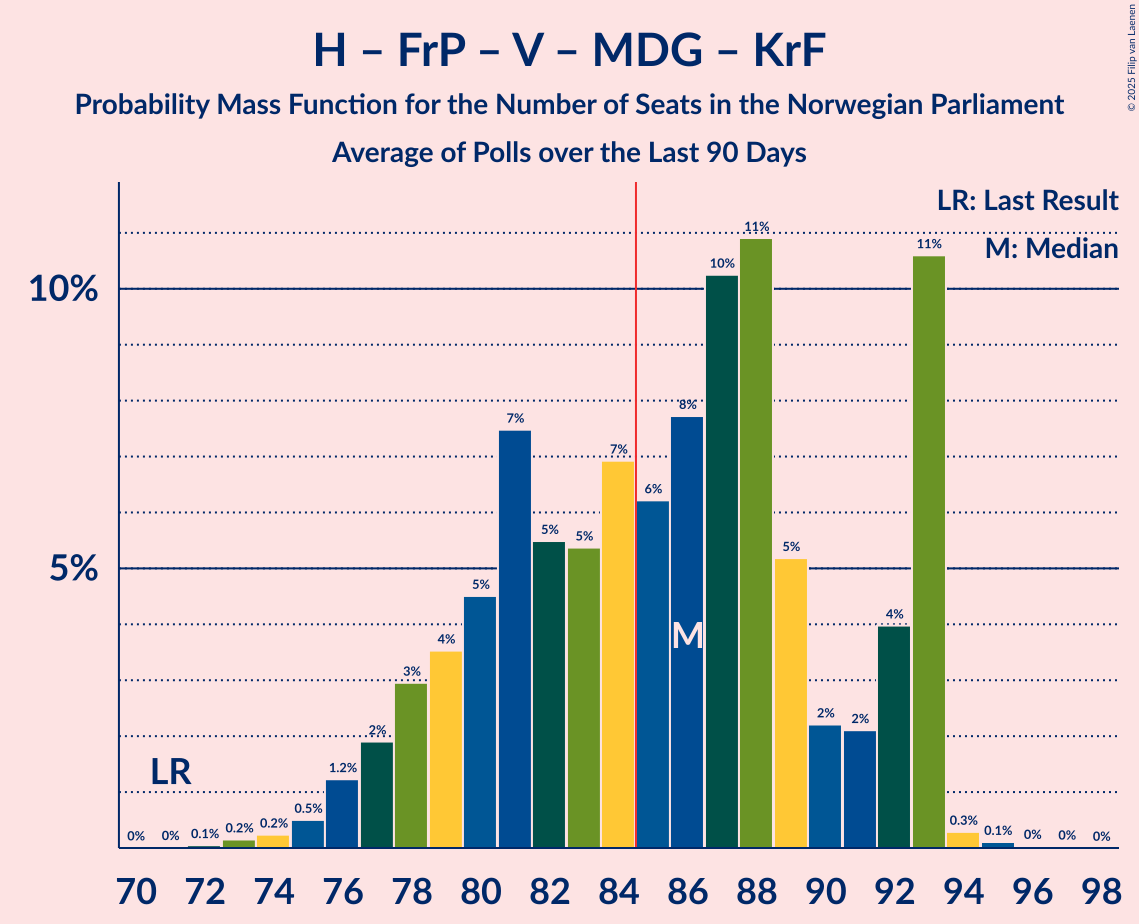 H – FrP – V – MDG – KrF
Probability Mass Function for the Number of Seats in the Norwegian Parliament
Average of Polls over the Last 90 Days
© 2025 Filip van Laenen
LR: Last Result
M: Median
10%
5%
LR
M
0% 0% 0.1% 0.2% 0.2% 0.5% 1.2% 2% 3% 4% 5% 7% 5% 5% 7% 6% 8% 10% 11% 5% 2% 2% 4% 11% 0.3% 0.1% 0% 0% 0%
70 72 74 76 78 80 82 84 86 88 90 92 94 96 98